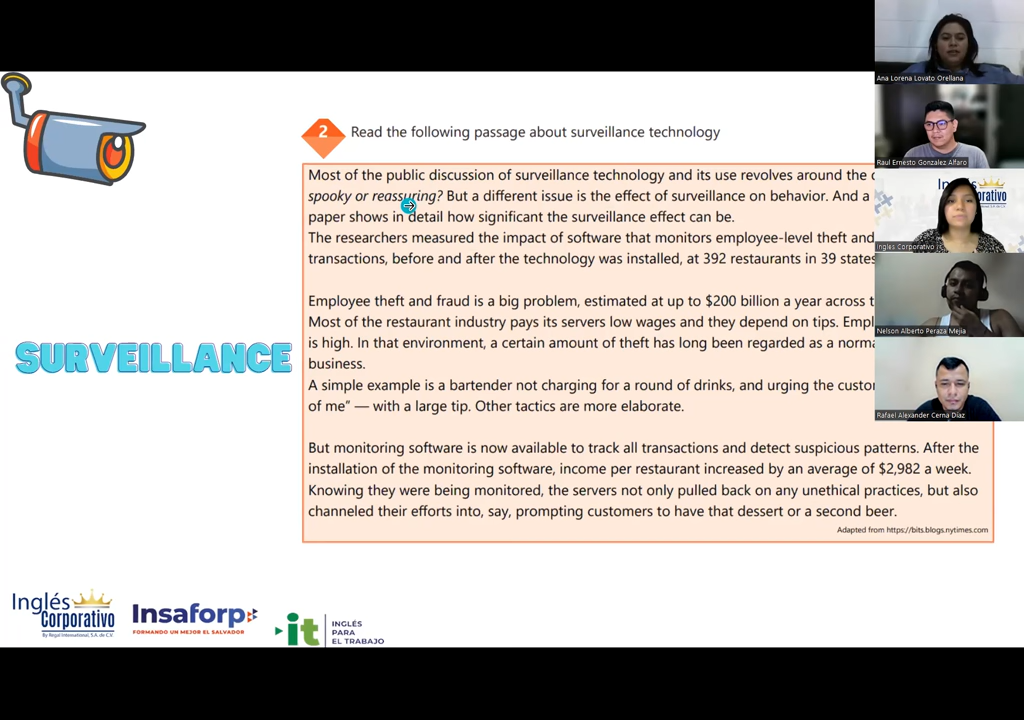 2 Read the following passage about surveillance technology
Most of the public discussion of surveillance technology and its use revolves around the
spooky or reassuring? But a different issue is the effect of surveillance on behavior. And a
paper shows in detail how significant the surveillance effect can be.
The researchers measured the impact of software that monitors employee-level theft and
transactions, before and after the technology was installed, at 392 restaurants in 39 states
Employee theft and fraud is a big problem, estimated at up to $200 billion a year across
Most of the restaurant industry pays its servers low wages and they depend on tips.
is high. In that environment, a certain amount of theft has long been regarded as a
business.
A simple example is a bartender not charging for a round of drinks, and urging the
of me” — with a large tip. Other tactics are more elaborate.
But monitoring software is now available to track all transactions and detect suspicious patterns. After the
installation of the monitoring software, income per restaurant increased by an average of $2,982 a week.
Knowing they were being monitored, the servers not only pulled back on any unethical practices, but also
channeled their efforts into, say, prompting customers to have that dessert or a second beer.
Adapted from https://bits.blogs.nytimes.com
SURVEILLANCE
Inglés
Corporativo
By Regal International, S.A. de C.V.
Insaforp
FORMANDO UN MEJOR EL SALVADOR
it
INGLÉS
PARA
EL TRABAJO
Ana Lorena Lovato Orellana
Raul Ernesto Gonzalez Alfaro
Inglés Corporativo
Nelson Alberto Peraza Mejia
Rafael Alexander Cerna Díaz